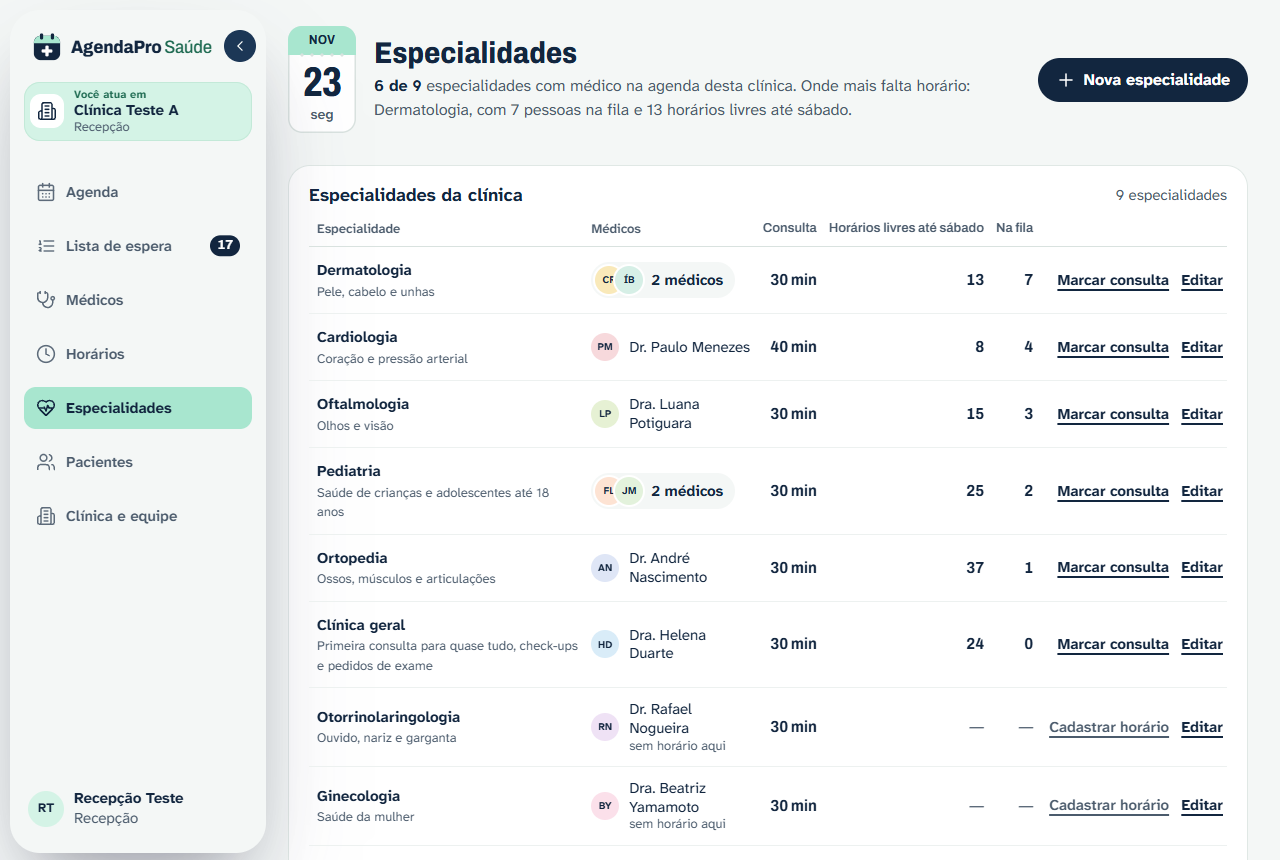 AgendaPro Saúde
Você atua em
Clínica Teste A
Recepção
Agenda
Lista de espera 17
Médicos
Horários
Especialidades
Pacientes
Clínica e equipe
RT
Recepção Teste
Recepção
NOV
23
seg
Especialidades
6 de 9 especialidades com médico na agenda desta clínica. Onde mais falta horário:
Dermatologia, com 7 pessoas na fila e 13 horários livres até sábado.
Nova especialidade
Especialidades da clínica
9 especialidades
Especialidade Médicos Consulta Horários livres até sábado Na fila
Dermatologia
Pele, cabelo e unhas
ÍB 2 médicos 30 min 13 7 Marcar consulta Editar
Cardiologia
Coração e pressão arterial
PM Dr. Paulo Menezes 40 min 8 4 Marcar consulta Editar
Oftalmologia
Olhos e visão
LP Dra. Luana
Potiguara
30 min 15 3 Marcar consulta Editar
Pediatria
Saúde de crianças e adolescentes até 18
anos
JM 2 médicos 30 min 25 2 Marcar consulta Editar
Ortopedia
Ossos, músculos e articulações
AN Dr. André
Nascimento
30 min 37 1 Marcar consulta Editar
Clínica geral
Primeira consulta para quase tudo, check-ups
e pedidos de exame
HD Dra. Helena
Duarte
30 min 24 0 Marcar consulta Editar
Otorrinolaringologia
Ouvido, nariz e garganta
RN Dr. Rafael
Nogueira
sem horário aqui
30 min — — Cadastrar horário Editar
Ginecologia
Saúde da mulher
BY Dra. Beatriz
Yamamoto
sem horário aqui
30 min — — Cadastrar horário Editar